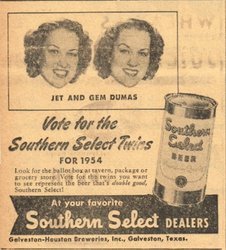 JET AND GEM DUMAS
Vote for the
Southern Select Twins
FOR 1954
Look for the ballot box at tavern, package or
grocery store. Vote for the twins you want
to see represent the beer that's double good,
Southern Select!
Southern
Select
BEER
At your favorite
Southern Select DEALERS
Galveston-Houston Breweries, Inc., Galveston, Texas.